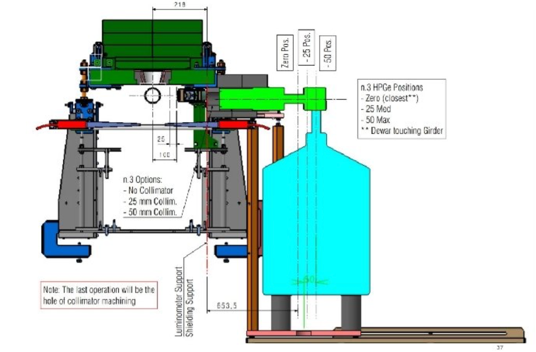 218
Zero Pos.
- 25 Pos.
- 50 Pos.
n.3 HPGe Positions
- Zero (closest**)
- 25 Mod
- 50 Max
** Dewar touching Girder
25
100
n.3 Options:
- No Collimator
- 25 mm Collim.
- 50 mm Collim.
Note: The last operation will be the
hole of collimator machining
Luminometer Support
Shielding Support
653,5
37